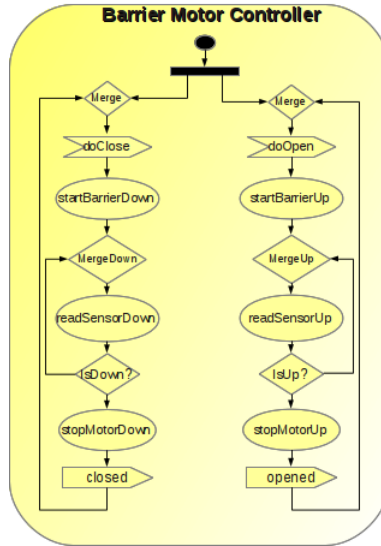 Barrier Motor Controller
Merge
Merge
doClose
doOpen
startBarrierDown
startBarrierUp
MergeDown
MergeUp
readSensorDown
readSensorUp
IsDown?
IsUp?
stopMotorDown
stopMotorUp
closed
opened